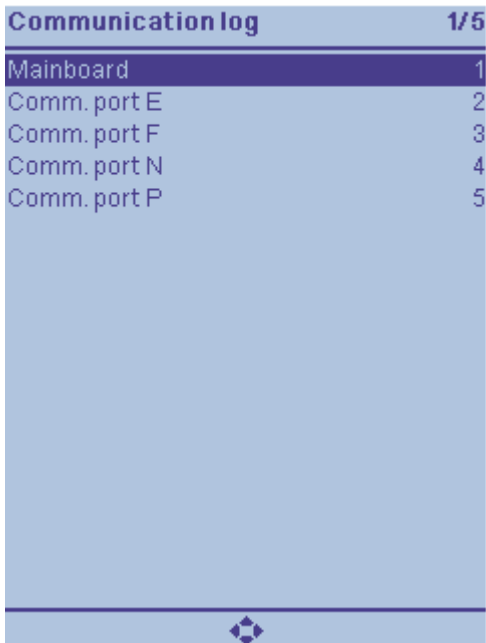 Communication log 1/5
Mainboard 1
Comm. port E 2
Comm. port F 3
Comm. port N 4
Comm. port P 5